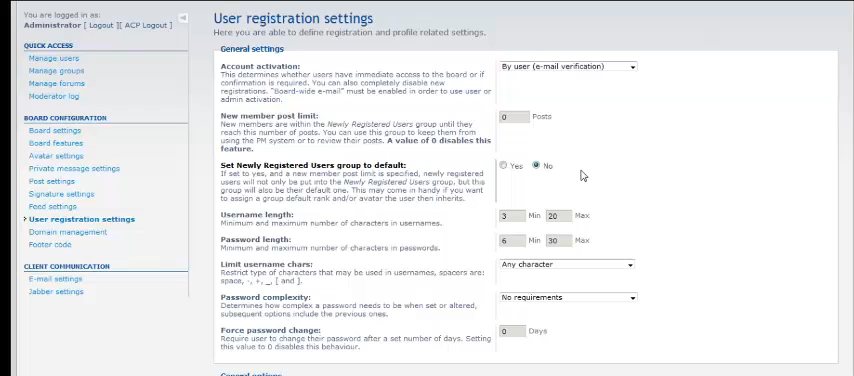 You are logged in as:
Administrator [ Logout ][ ACP Logout ]
QUICK ACCESS
Manage users
Manage groups
Manage forums
Moderator log
BOARD CONFIGURATION
Board settings
Board features
Avatar settings
Private message settings
Post settings
Signature settings
Feed settings
User registration settings
Domain management
Footer code
CLIENT COMMUNICATION
E-mail settings
Jabber settings
User registration settings
Here you are able to define registration and profile related settings.
General settings
Account activation:
This determines whether users have immediate access to the board or if
confirmation is required. You can also completely disable new
registrations. "Board-wide e-mail" must be enabled in order to use user or
admin activation.
By user (e-mail verification)
New member post limit:
New members are within the Newly Registered Users group until they
reach this number of posts. You can use this group to keep them from
using the PM system or to review their posts. A value of 0 disables this
feature.
0 Posts
Set Newly Registered Users group to default:
If set to yes, and a new member post limit is specified, newly registered
users will not only be put into the Newly Registered Users group, but this
group will also be their default one. This may come in handy if you want
to assign a group default rank and/or avatar the user then inherits.
Yes No
Username length:
Minimum and maximum number of characters in usernames.
3 Min 20 Max
Password length:
Minimum and maximum number of characters in passwords.
6 Min 30 Max
Limit username chars:
Restrict type of characters that may be used in usernames, spacers are:
space, -, +, _, [ and ].
Any character
Password complexity:
Determines how complex a password needs to be when set or altered,
subsequent options include the previous ones.
No requirements
Force password change:
Require user to change their password after a set number of days. Setting
this value to 0 disables this behaviour.
0 Days
General options